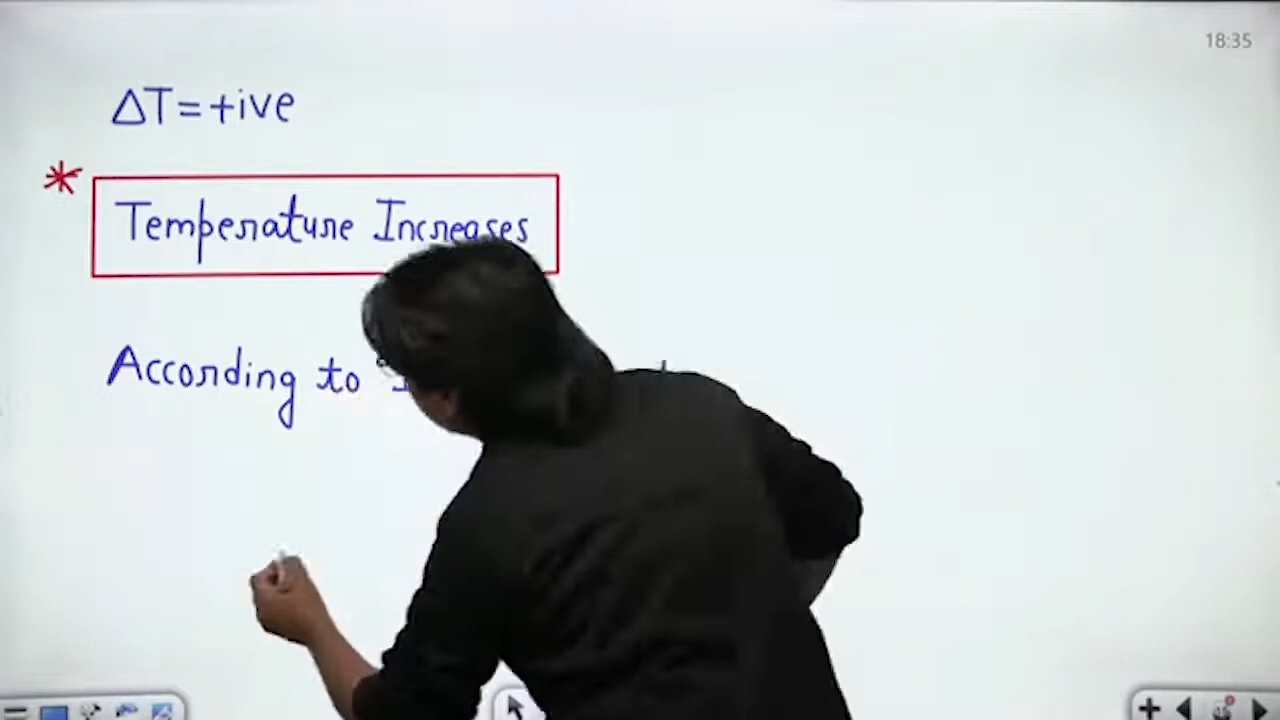 18:35
ΔT=+ive
* Temperature Increases
According to